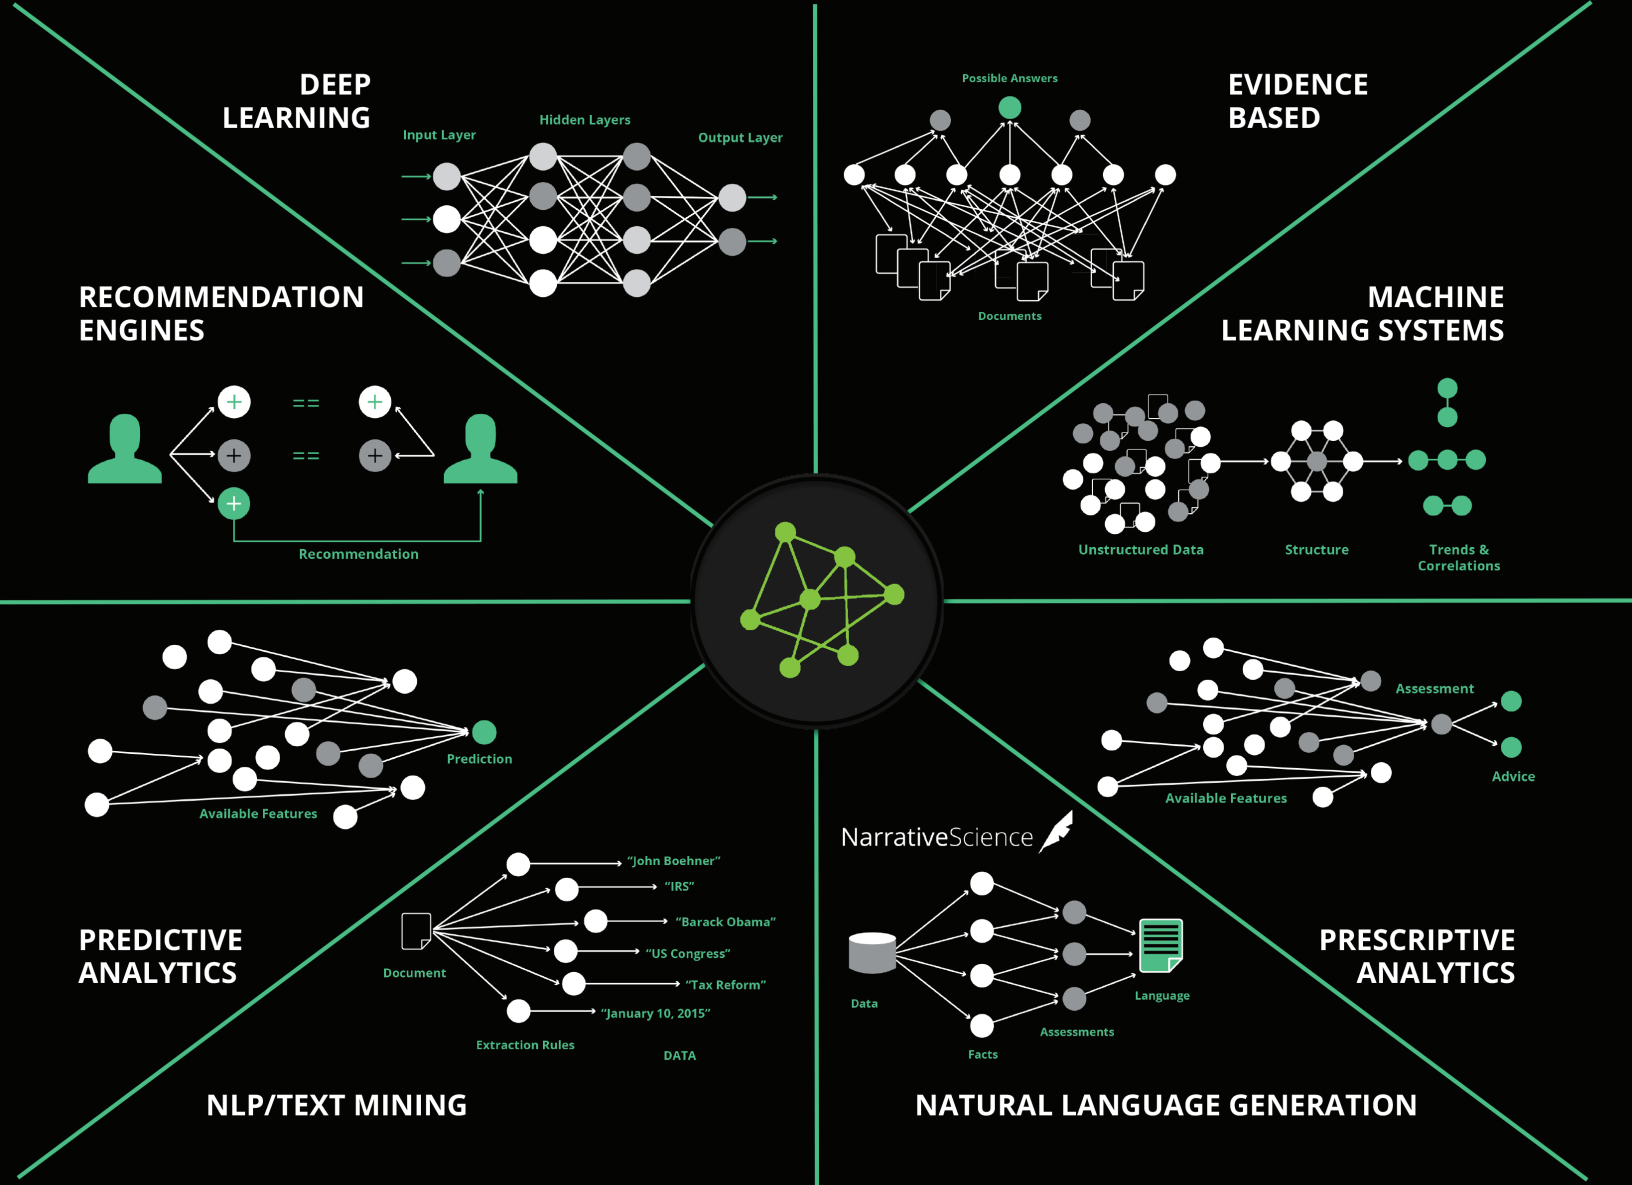 DEEP
LEARNING
Input Layer
Hidden Layers
Output Layer
Possible Answers
Documents
EVIDENCE
BASED
RECOMMENDATION
ENGINES
==
==
Recommendation
MACHINE
LEARNING SYSTEMS
Unstructured Data
Structure
Trends &
Correlations
Prediction
Available Features
PREDICTIVE
ANALYTICS
Assessment
Advice
Available Features
PRESCRIPTIVE
ANALYTICS
Document
“John Boehner”
“IRS”
“Barack Obama”
“US Congress”
“Tax Reform”
“January 10, 2015”
Extraction Rules
DATA
NLP/TEXT MINING
NarrativeScience
Data
Facts
Assessments
Language
NATURAL LANGUAGE GENERATION